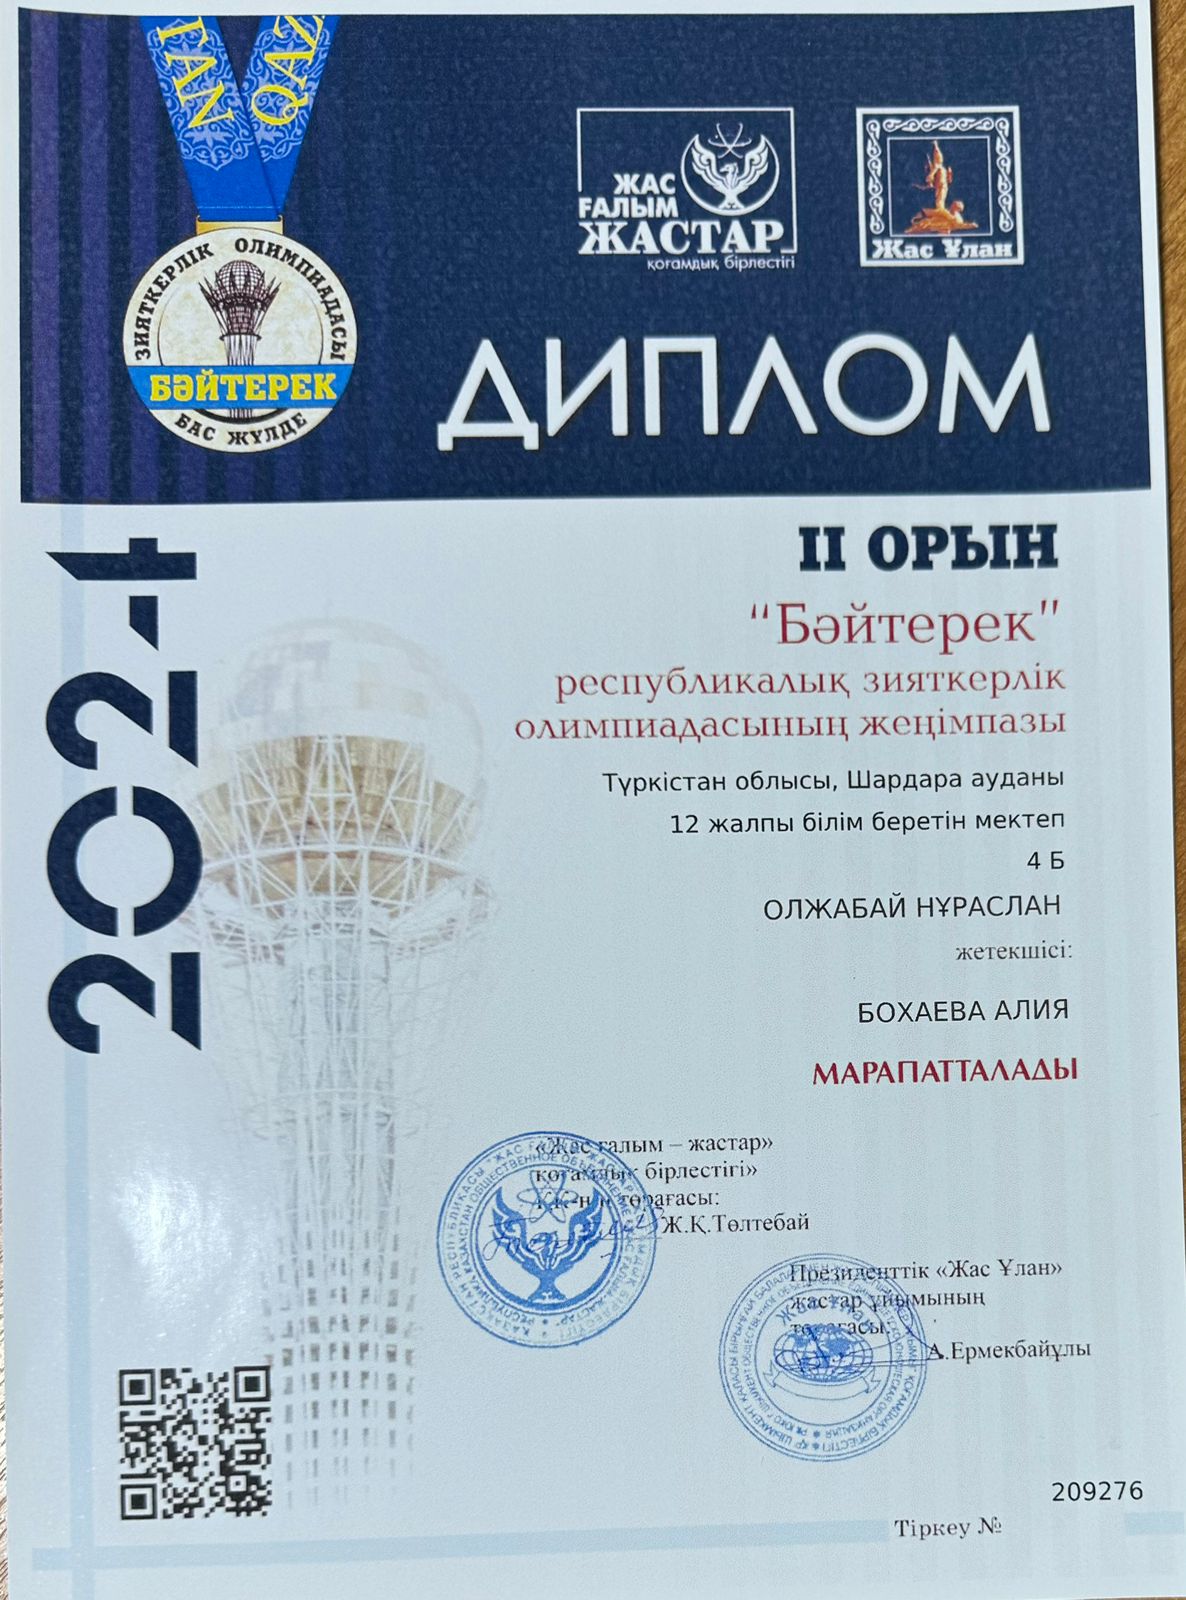 ТАN
QAZ
ЗИЯТКЕРЛІК ОЛИМПИАДАСЫ
БӘЙТЕРЕК
БАС ЖҮЛДЕ
ЖАС
ҒАЛЫМ
ЖАСТАР
қоғамдық бірлестігі
Жас Ұлан
ДИПЛОМ
2024
II ОРЫН
“Бәйтерек”
республикалық зияткерлік
олимпиадасының жеңімпазы
Түркістан облысы, Шардара ауданы
12 жалпы білім беретін мектеп
4 Б
ОЛЖАБАЙ НҰРАСЛАН
жетекшісі:
БОХАЕВА АЛИЯ
МАРАПАТТАЛАДЫ
«Жас ғалым – жастар»
қоғамдық бірлестігі»
төрағасы:
Ж.Қ.Төлтебай
Президенттік «Жас Ұлан»
жастар ұйымының
төрағасы:
А.Ермекбайұлы
209276
Тіркеу №